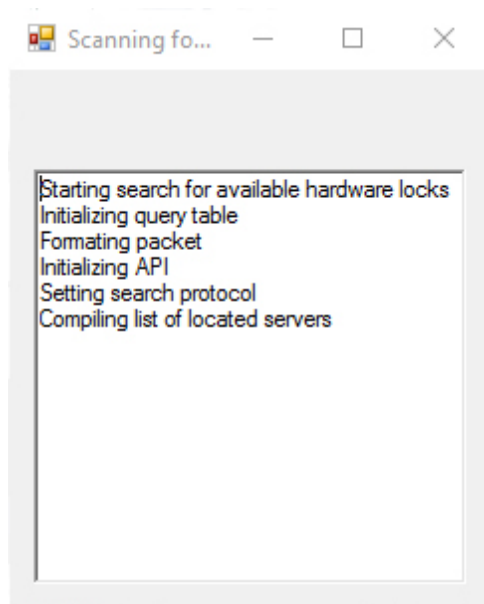 Scanning fo...
Starting search for available hardware locks
Initializing query table
Formating packet
Initializing API
Setting search protocol
Compiling list of located servers